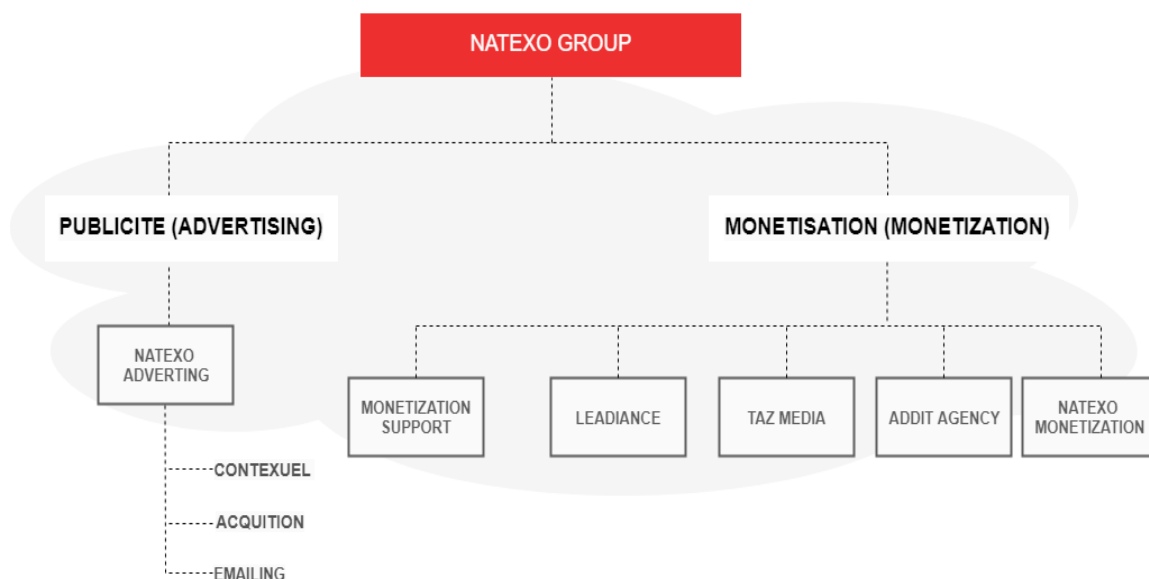 NATEXO GROUP
PUBLICITE (ADVERTISING)
MONETISATION (MONETIZATION)
NATEXO
ADVERTING
MONETIZATION
SUPPORT
LEADIANCE
TAZ MEDIA
ADDIT AGENCY
NATEXO
MONETIZATION
CONTEXUEL
ACQUITION
EMAILING